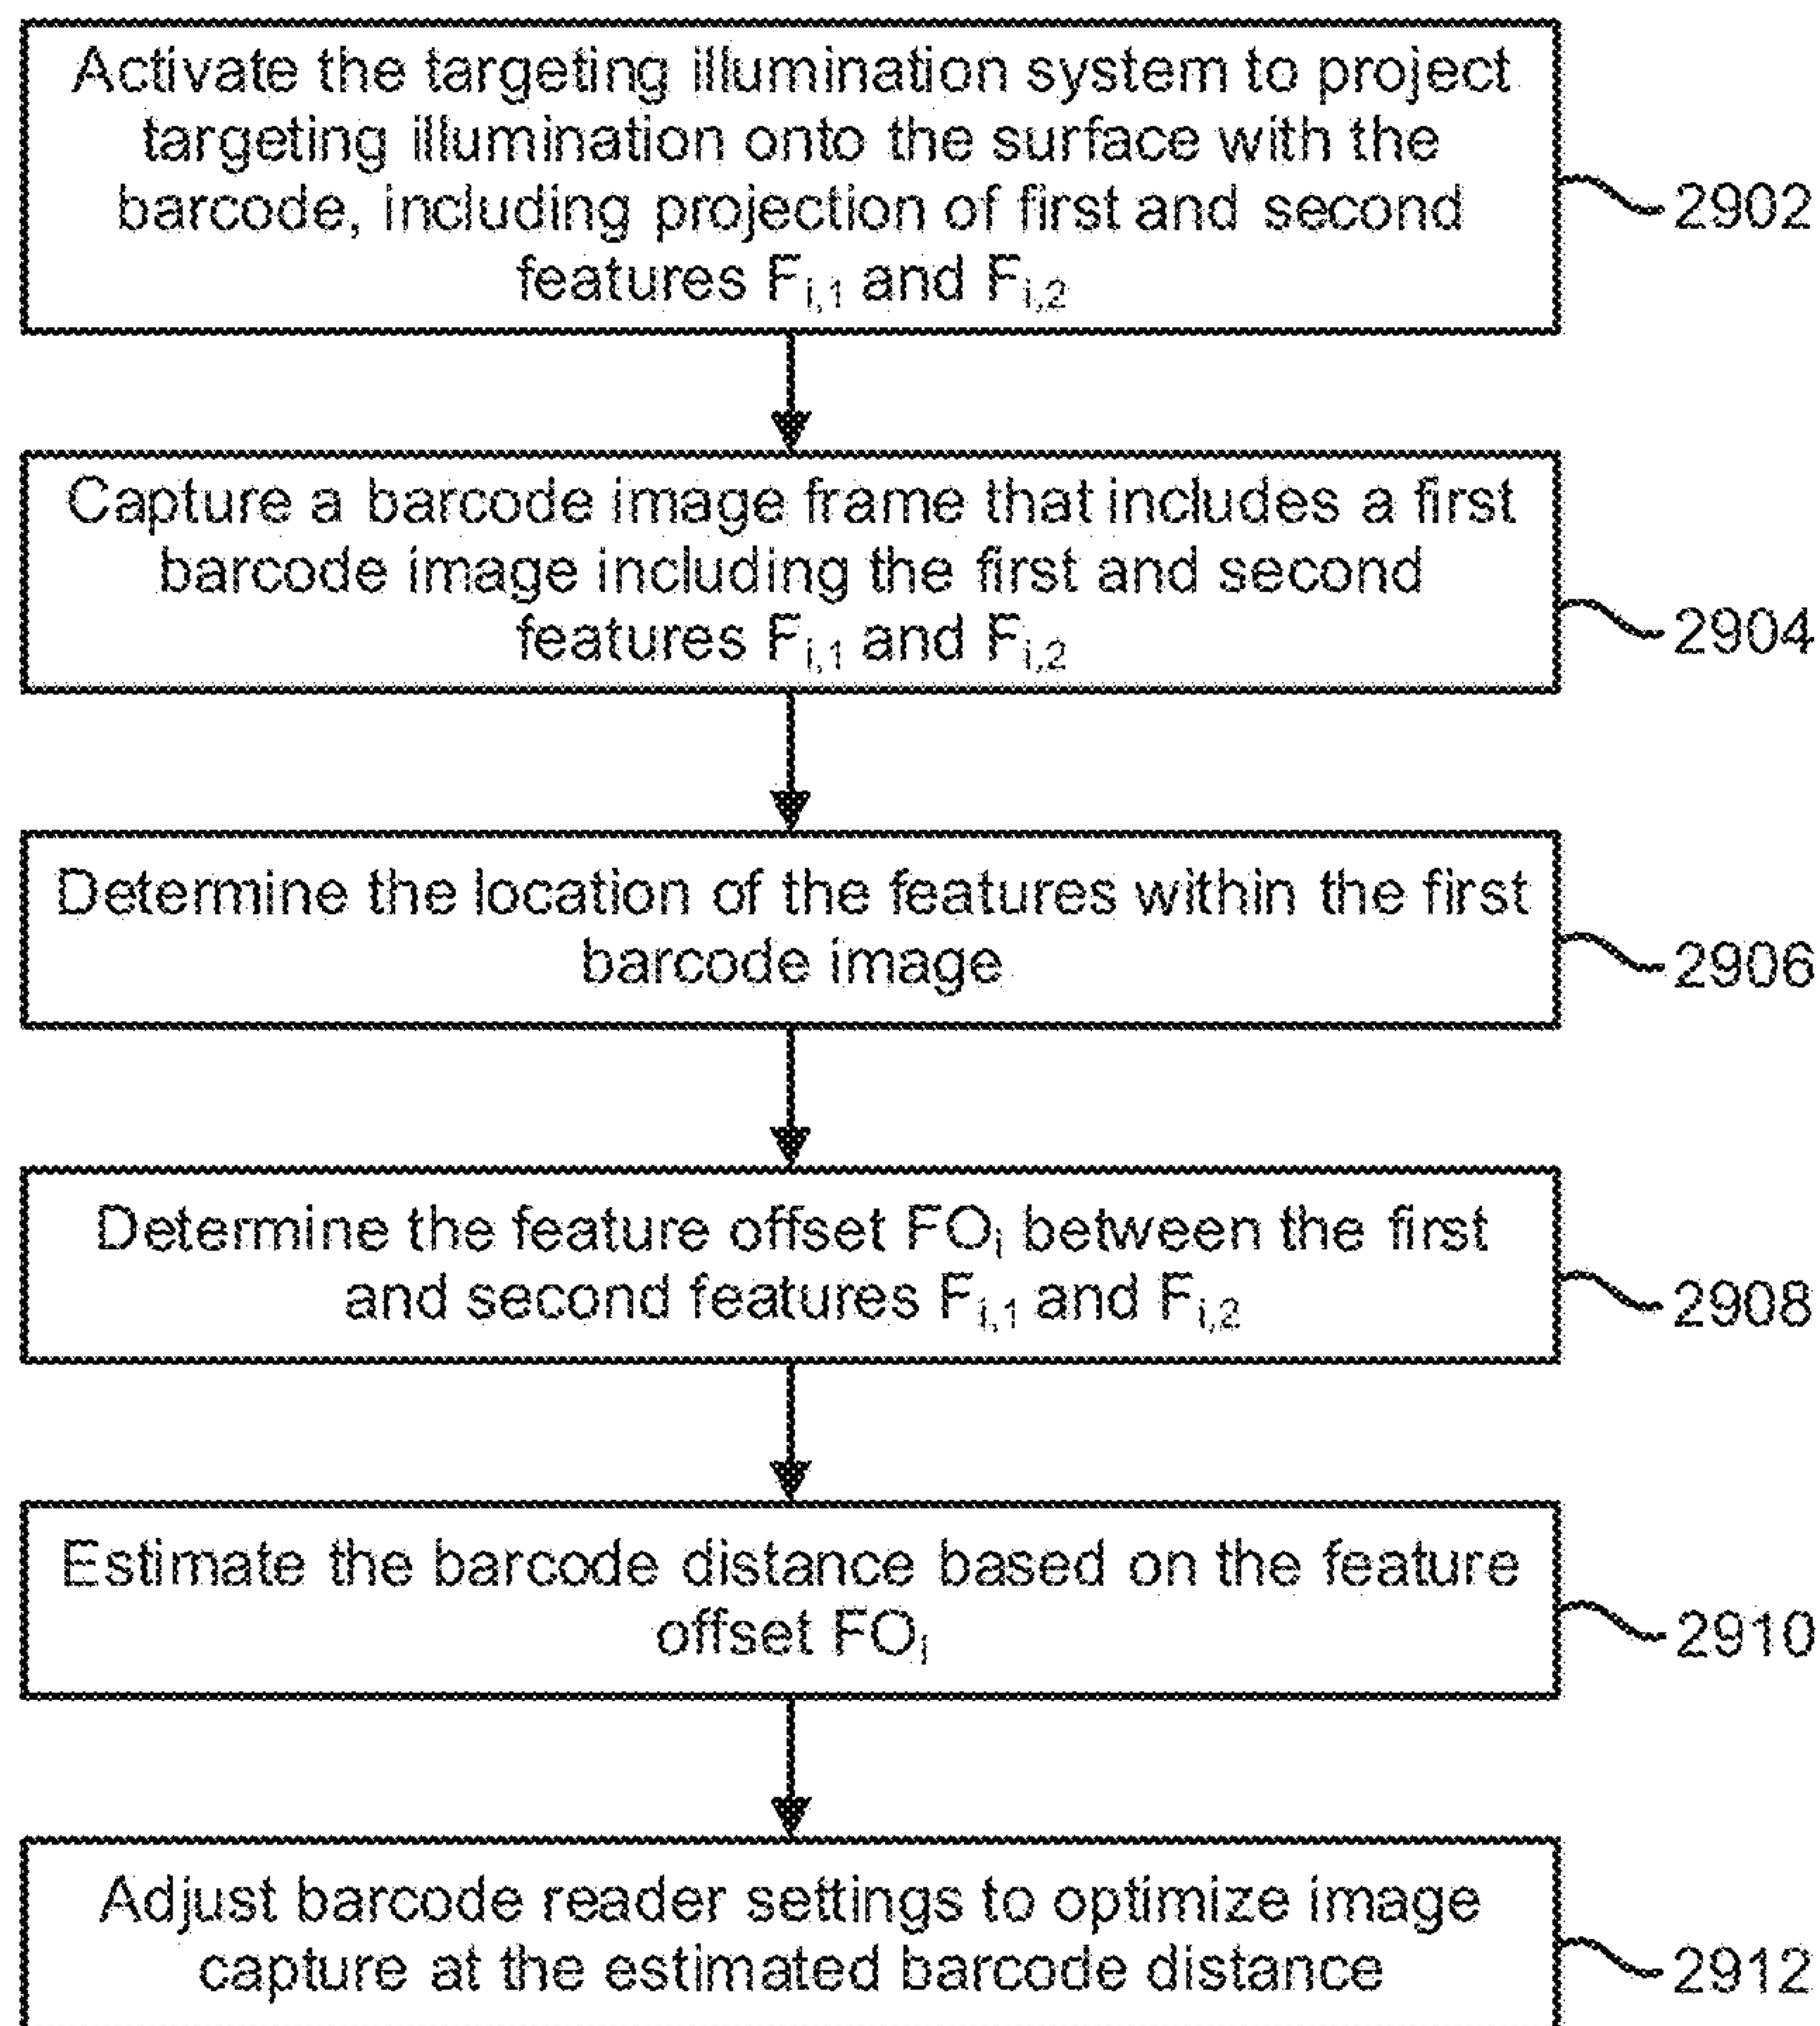 Activate the targeting illumination system to project
targeting illumination onto the surface with the
barcode, including projection of first and second
features Fi,1 and Fi,2
2902
Capture a barcode image frame that includes a first
barcode image including the first and second
features Fi,1 and Fi,2
2904
Determine the location of the features within the first
barcode image
2906
Determine the feature offset FOi between the first
and second features Fi,1 and Fi,2
2908
Estimate the barcode distance based on the feature
offset FOi
2910
Adjust barcode reader settings to optimize image
capture at the estimated barcode distance
2912